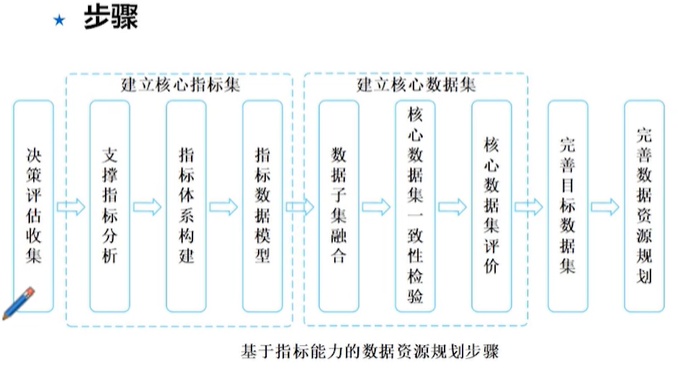 步骤
建立核心指标集
建立核心数据集
决策评估收集
支撑指标分析
指标体系构建
指标数据模型
数据子集融合
核心数据集一致性检验
核心数据集评价
完善目标数据集
完善数据资源规划
基于指标能力的数据资源规划步骤